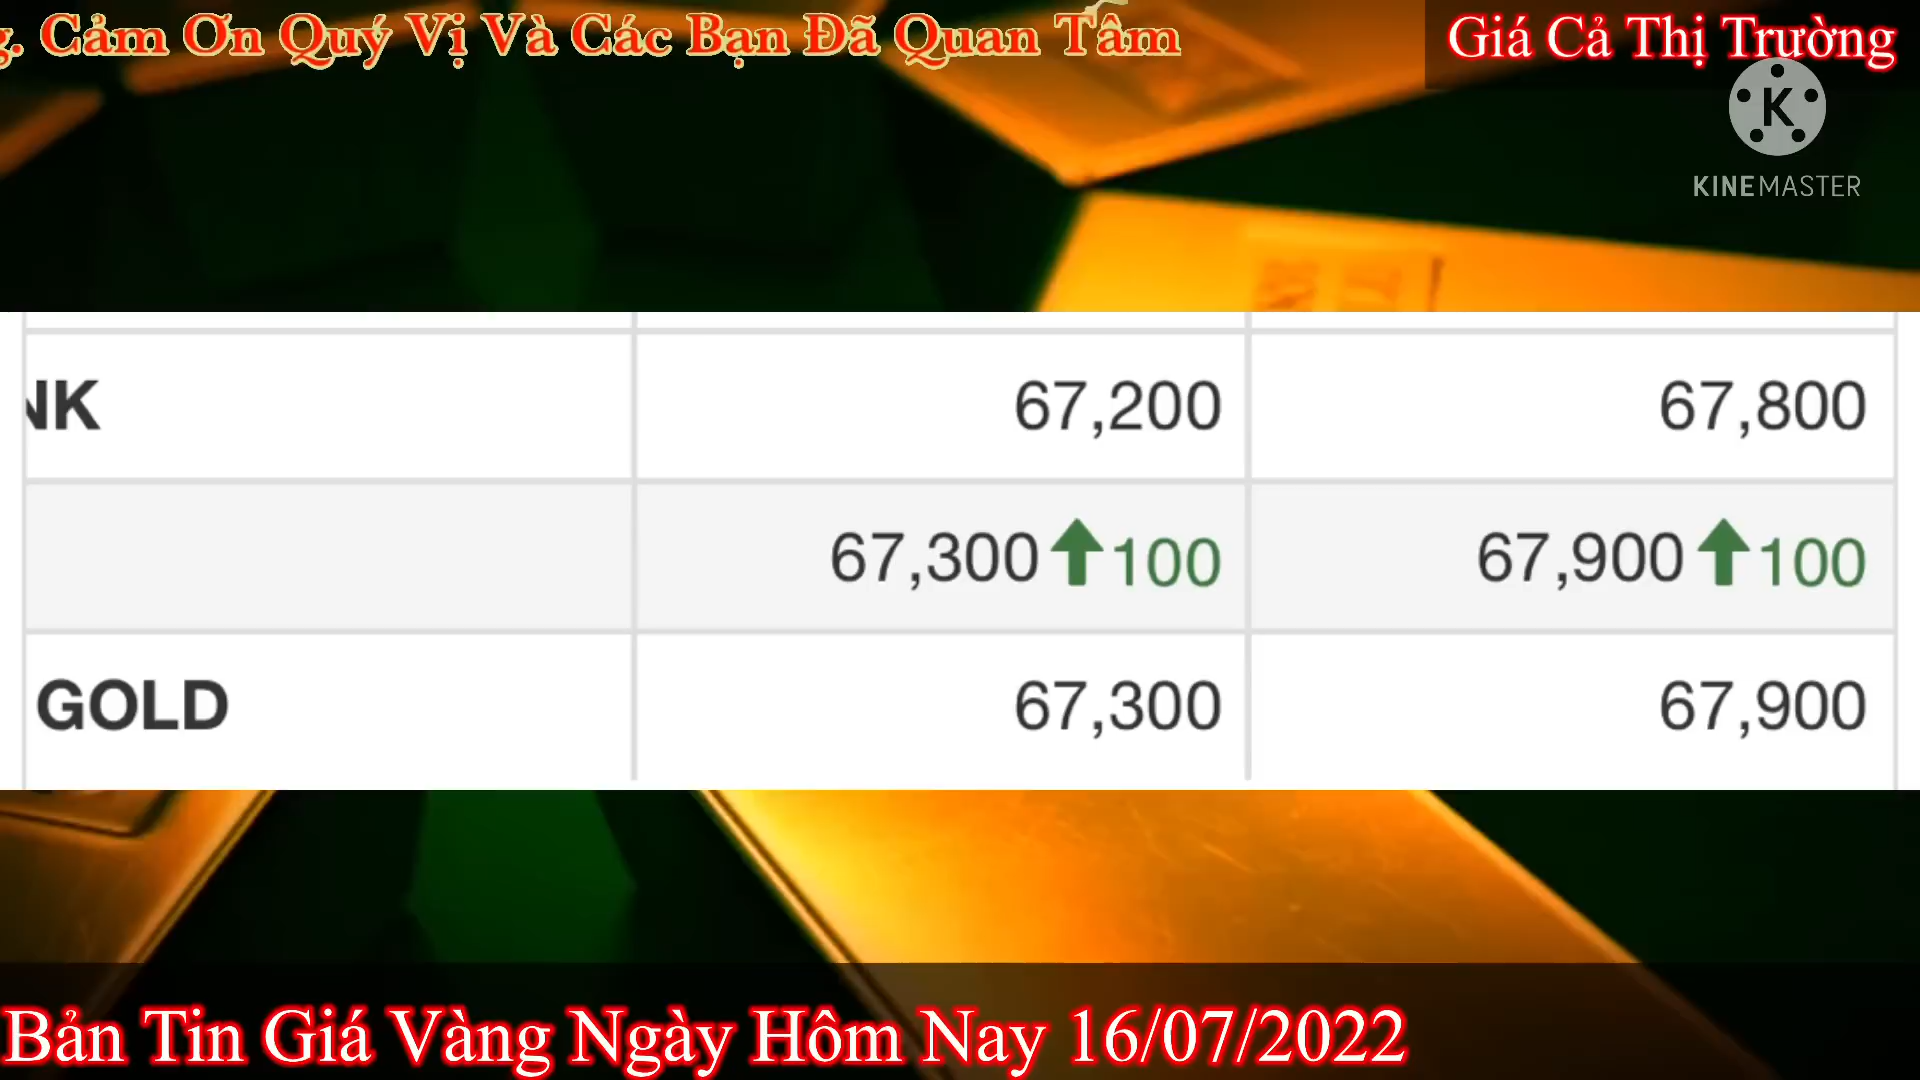 . Cảm Ơn Quý Vị Và Các Bạn Đã Quan Tâm
Giá Cả Thị Trường
K
KINEMASTER
NK 67,200 67,800
67,300 100 67,900 100
GOLD 67,300 67,900
Bản Tin Giá Vàng Ngày Hôm Nay 16/07/2022